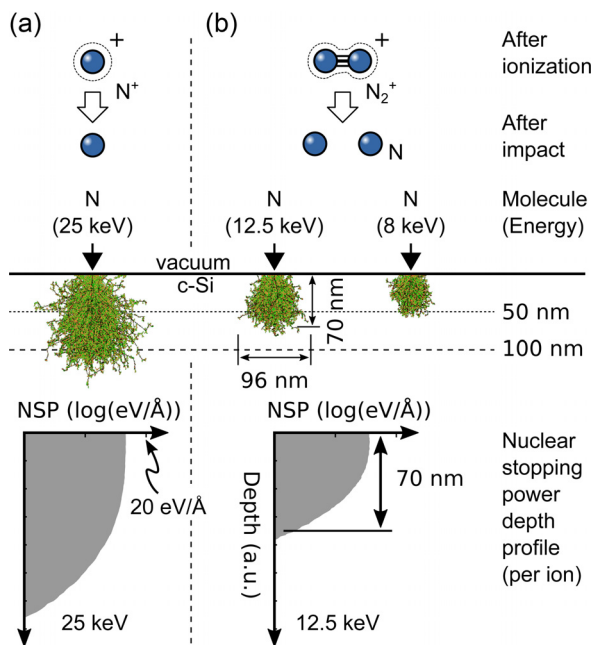 (a)
(b)
After
ionization
+
+
N+
N2+
After
impact
N
N
(25 keV)
N
(12.5 keV)
N
(8 keV)
Molecule
(Energy)
vacuum
c-Si
70 nm
50 nm
100 nm
96 nm
NSP (log(eV/Å))
NSP (log(eV/Å))
20 eV/Å
25 keV
Depth (a.u.)
70 nm
12.5 keV
Nuclear
stopping
power
depth
profile
(per ion)